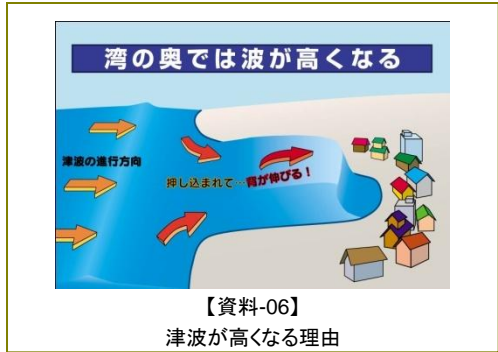 湾の奥では波が高くなる
津波の進行方向
押し込まれて…背が伸びる!
【資料-06】
津波が高くなる理由